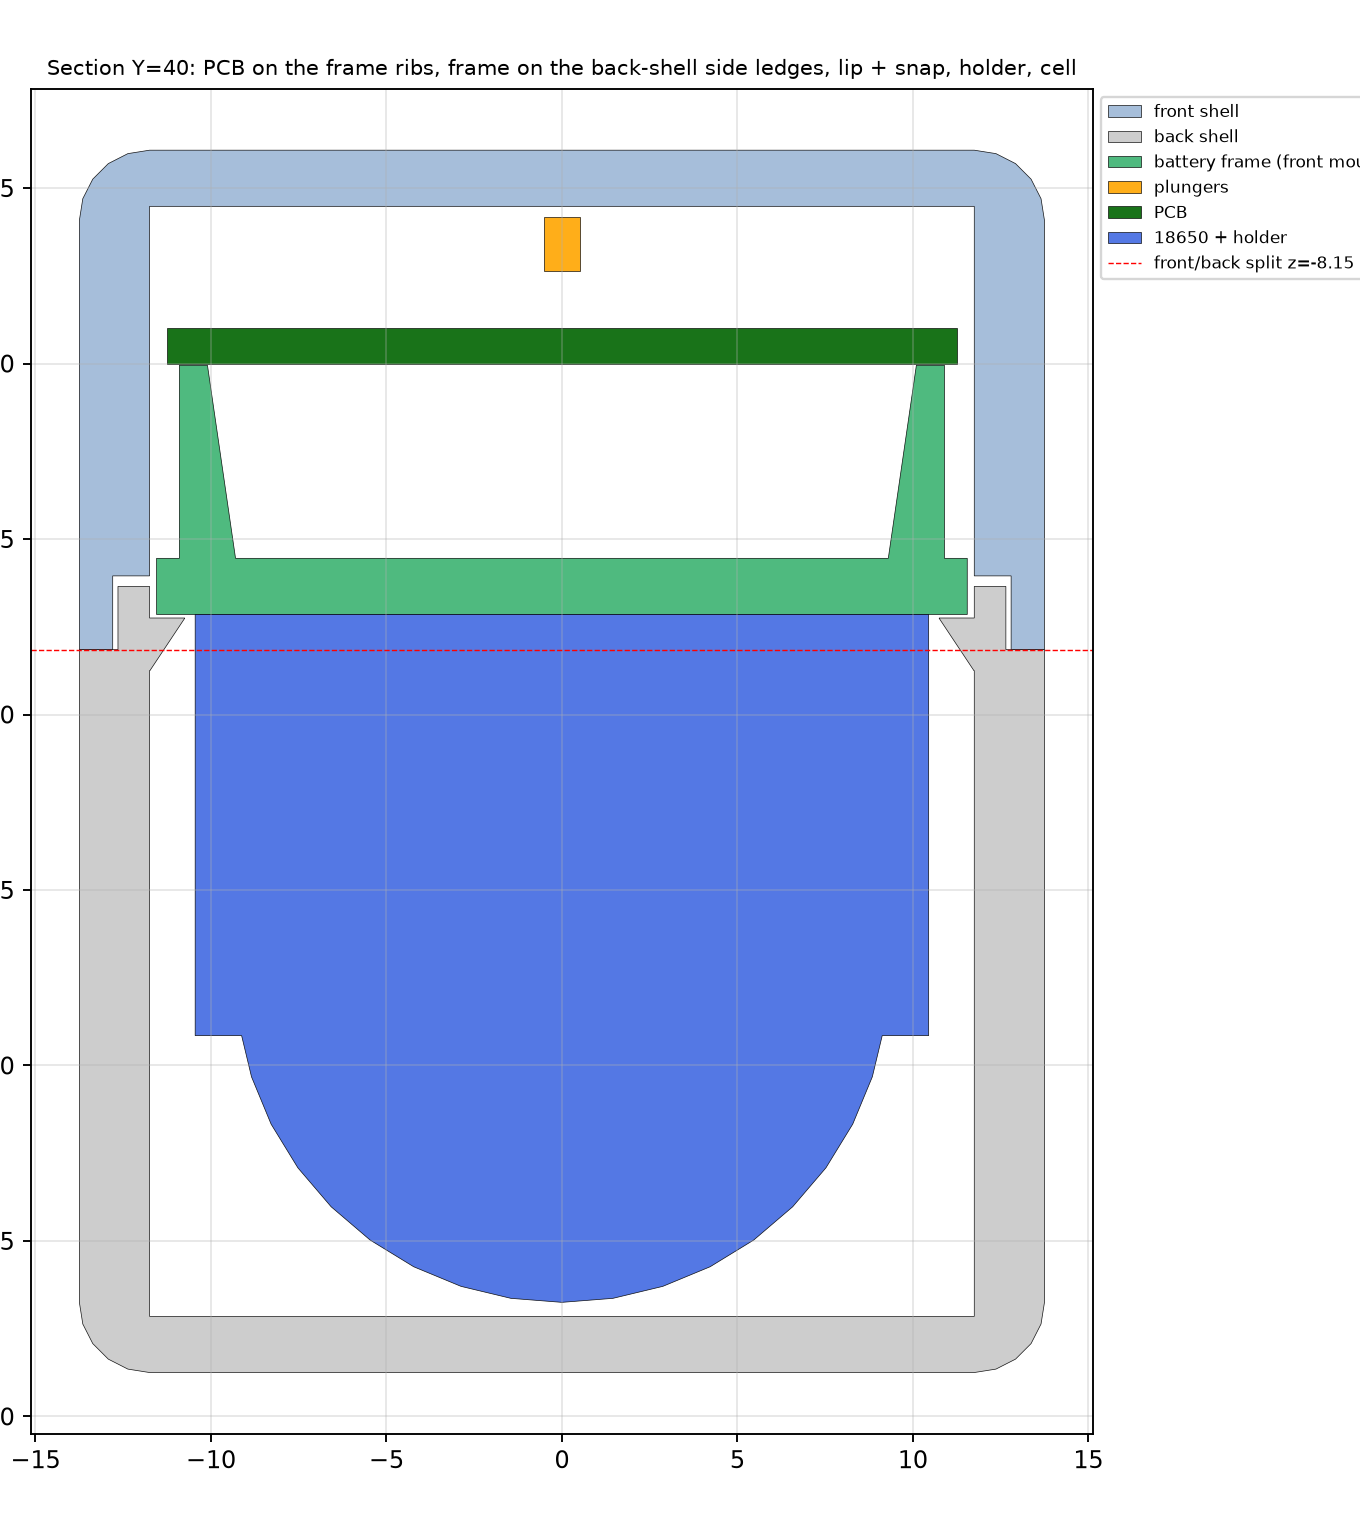 Section Y=40: PCB on the frame ribs, frame on the back-shell side ledges, lip + snap, holder, cell
front shell
back shell
battery frame (front mou
plungers
PCB
18650 + holder
front/back split z=-8.15
5
0
5
0
5
0
5
0
−15
−10
−5
0
5
10
15